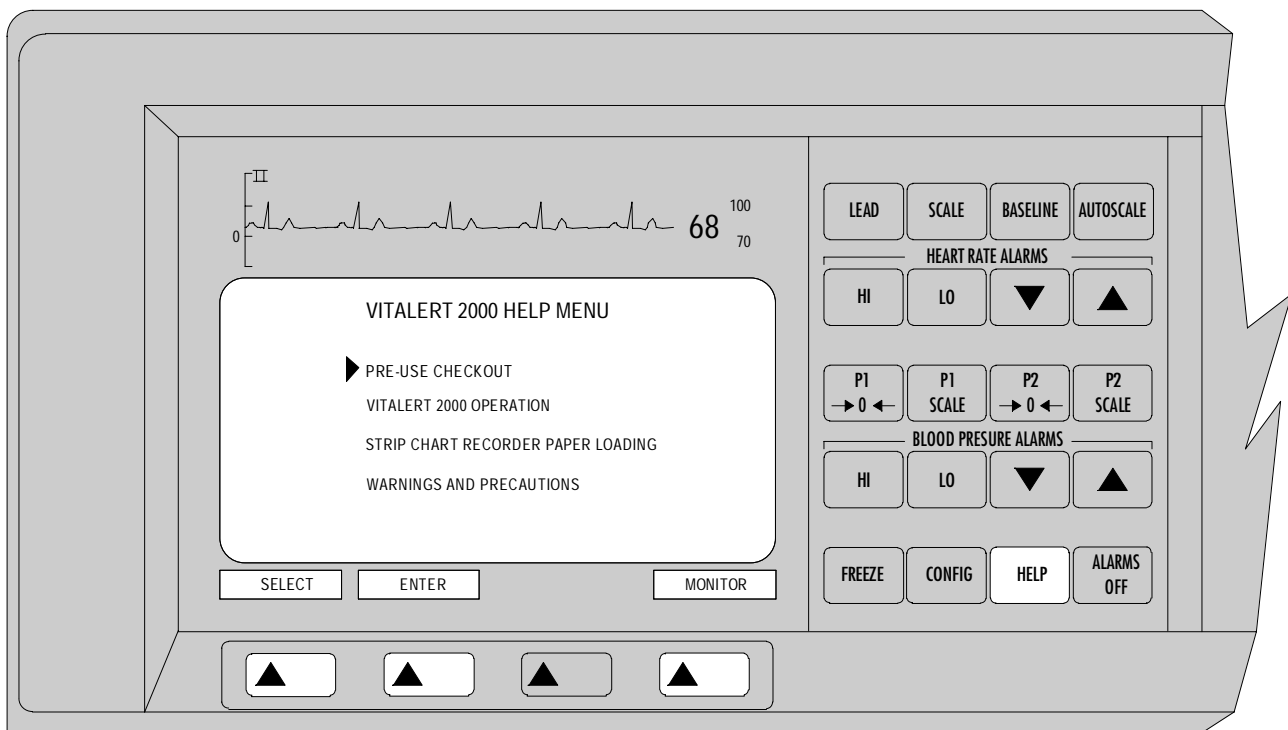 II
0
68
100
70
VITALERT 2000 HELP MENU
PRE-USE CHECKOUT
VITALERT 2000 OPERATION
STRIP CHART RECORDER PAPER LOADING
WARNINGS AND PRECAUTIONS
SELECT ENTER MONITOR
LEAD SCALE BASELINE AUTOSCALE
HEART RATE ALARMS
HI LO ▼ ▲
P1 P1 P2 P2
→0← SCALE →0← SCALE
BLOOD PRESURE ALARMS
HI LO ▼ ▲
FREEZE CONFIG HELP ALARMS
OFF